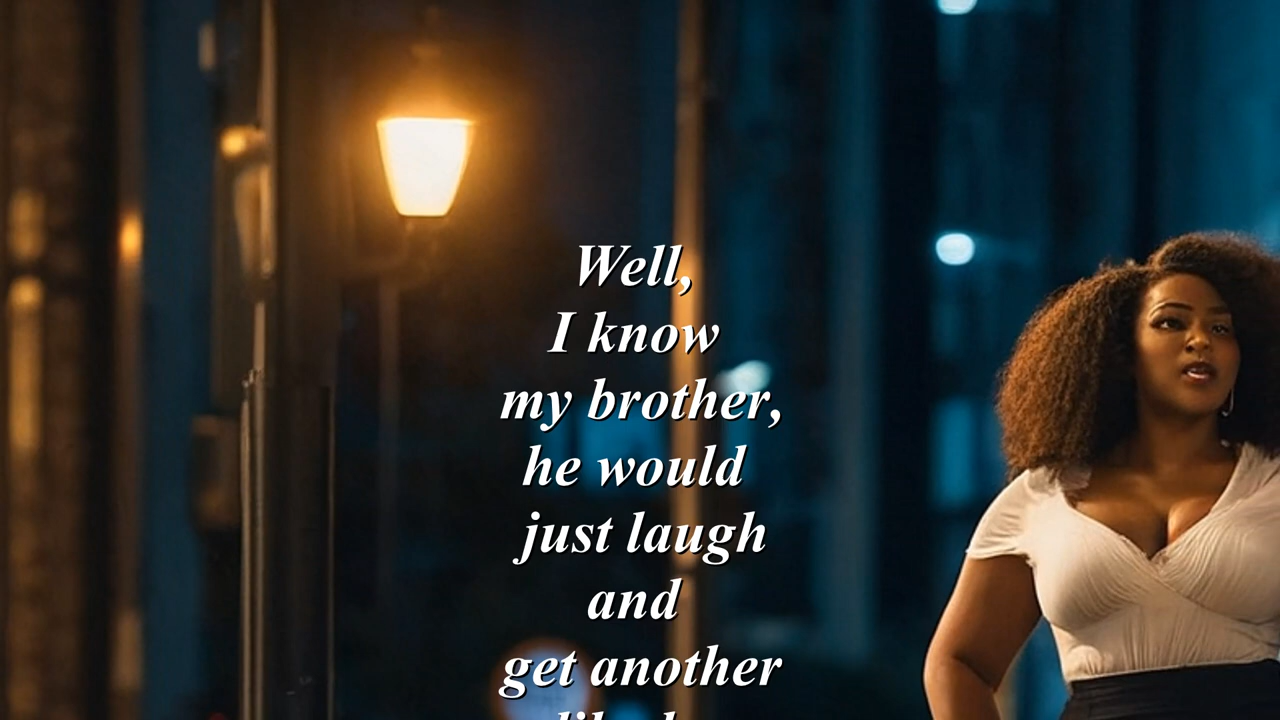 Well,
I know
my brother,
he would
just laugh
and
get another